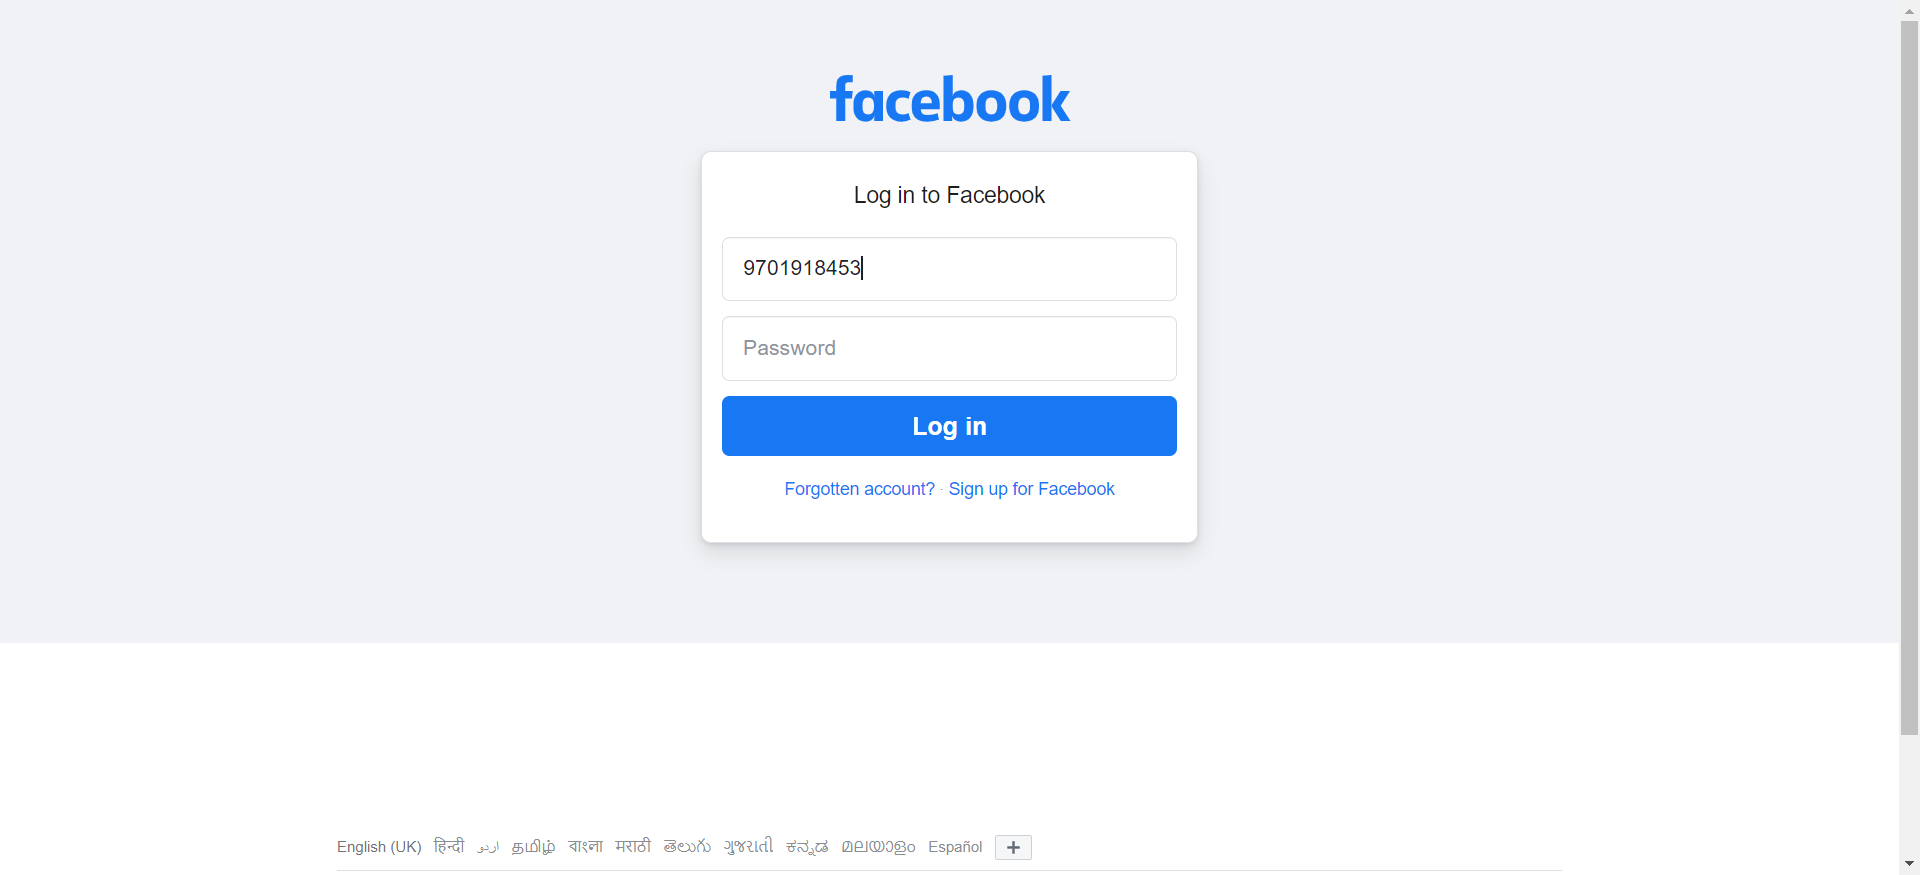 facebook
Log in to Facebook
9701918453
Password
Log in
Forgotten account? · Sign up for Facebook
English (UK) हिन्दी اردو தமிழ் বাংলা मराठी తెలుగు ગુજરાતી ಕನ್ನಡ മലയാളം Español +